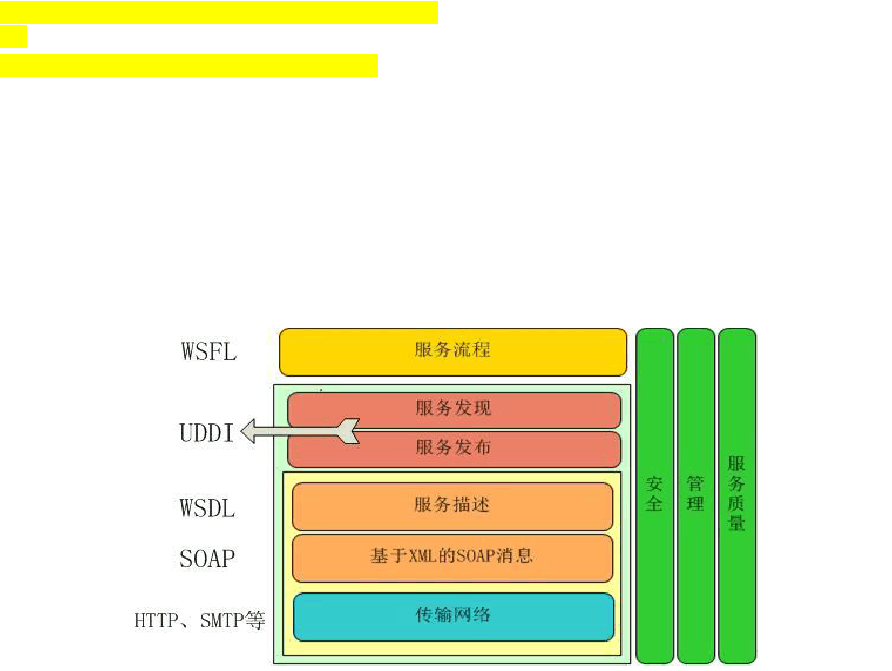 WSFL 服务流程
服务发现
UDDI
服务发布
WSDL 服务描述
SOAP 基于XML的SOAP消息
HTTP、SMTP等 传输网络
安全
管理
服务质量